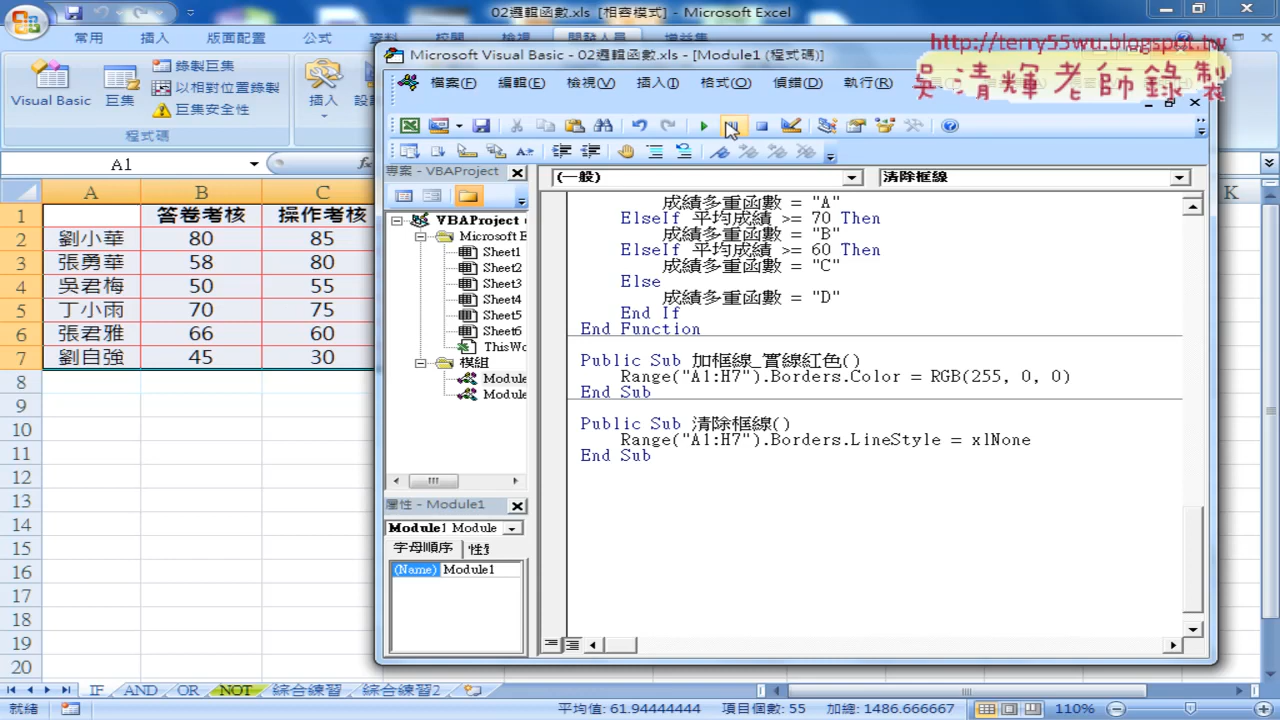 02邏輯函數.xls [相容模式] - Microsoft Excel
常用 插入 版面配置 公式 資料 校閱 檢視 開發人員 增益集
Visual Basic 巨集 錄製巨集 以相對位置錄製 巨集安全性 插入
程式碼
A1
Microsoft Visual Basic - 02邏輯函數.xls - [Module1 (程式碼)]
http://terry55wu.blogspot.tw
吳清輝老師錄製
檔案(F) 編輯(E) 檢視(V) 插入(I) 格式(O) 偵錯(D) 執行(R)
專案 - VBAProject
VBAProject
Microsoft E
Sheet1
Sheet2
Sheet3
Sheet4
Sheet5
Sheet6
ThisWo
模組
Module
Module
屬性 - Module1
Module1 Module
字母順序
(Name) Module1
(一般) 清除框線
成績多重函數 = "A"
ElseIf 平均成績 >= 70 Then
成績多重函數 = "B"
ElseIf 平均成績 >= 60 Then
成績多重函數 = "C"
Else
成績多重函數 = "D"
End If
End Function
Public Sub 加框線_實線紅色()
Range("A1:H7").Borders.Color = RGB(255, 0, 0)
End Sub
Public Sub 清除框線()
Range("A1:H7").Borders.LineStyle = xlNone
End Sub
A B C K
1 答卷考核 操作考核
2 劉小華 80 85
3 張勇華 58 80
4 吳君梅 50 55
5 丁小雨 70 75
6 張君雅 66 60
7 劉自強 45 30
8
9
10
11
12
13
14
15
16
17
18
19
20
IF AND OR NOT 綜合練習 綜合練習2
就緒 平均值: 61.94444444 項目個數: 55 加總: 1486.666667 110%